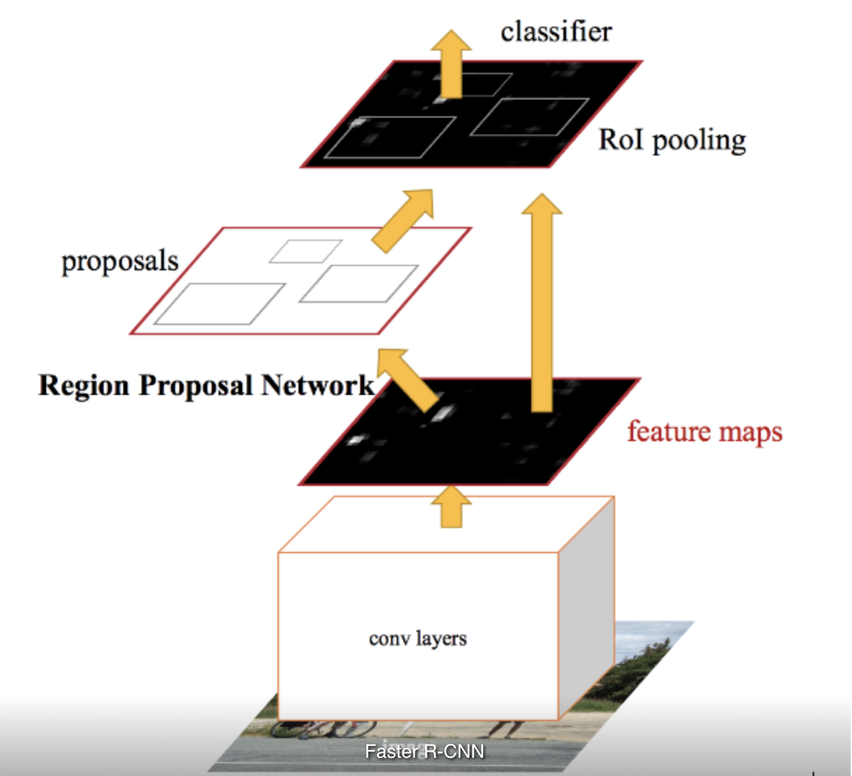 classifier
RoI pooling
proposals
Region Proposal Network
feature maps
conv layers
Faster R-CNN